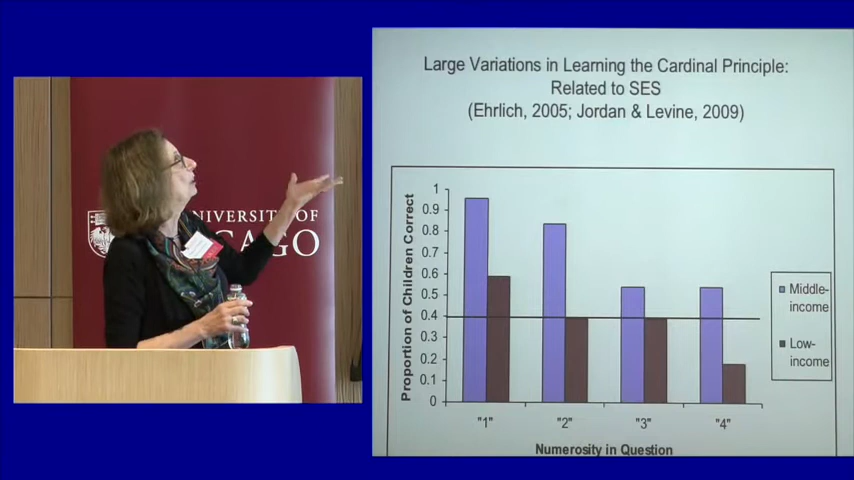 Large Variations in Learning the Cardinal Principle:
Related to SES
(Ehrlich, 2005; Jordan & Levine, 2009)
Proportion of Children Correct
1
0.9
0.8
0.7
0.6
0.5
0.4
0.3
0.2
0.1
0
"1"
"2"
"3"
"4"
Numerosity in Question
Middle-
income
Low-
income
NIVERSITY OF
CAGO